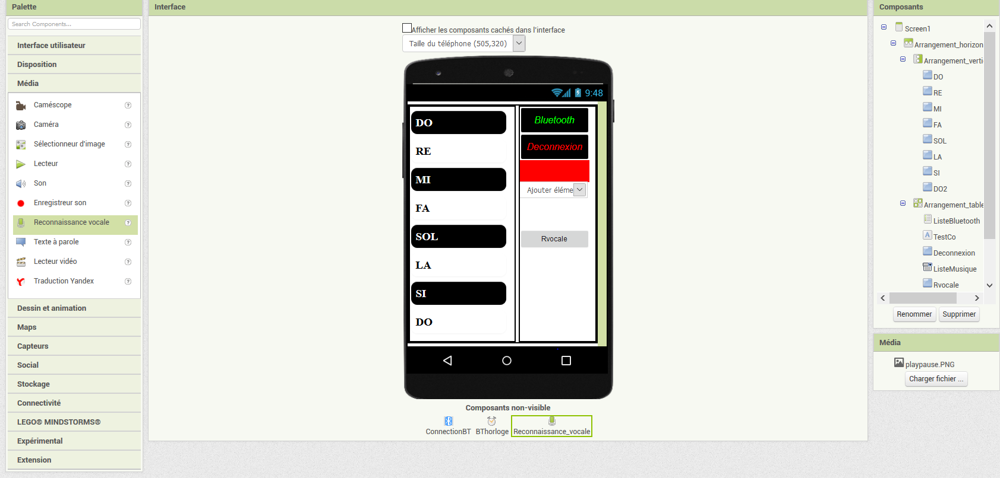 Palette
Search Components...
Interface utilisateur
Disposition
Média
Caméscope ?
Caméra ?
Sélectionneur d'image ?
Lecteur ?
Son ?
Enregistreur son ?
Reconnaissance vocale ?
Texte à parole ?
Lecteur vidéo ?
Traduction Yandex ?
Dessin et animation
Maps
Capteurs
Social
Stockage
Connectivité
LEGO® MINDSTORMS®
Expérimental
Extension
Interface
Afficher les composants cachés dans l'interface
Taille du téléphone (505,320)
9:48
DO
RE
MI
FA
SOL
LA
SI
DO
Bluetooth
Deconnexion
Ajouter éléme
Rvocale
Composants non-visible
ConnectionBT
BThorloge
Reconnaissance_vocale
Composants
Screen1
Arrangement_horizon
Arrangement_verti
DO
RE
MI
FA
SOL
LA
SI
DO2
Arrangement_table
ListeBluetooth
A TestCo
Deconnexion
ListeMusique
Rvocale
Renommer
Supprimer
Média
playpause.PNG
Charger fichier ...